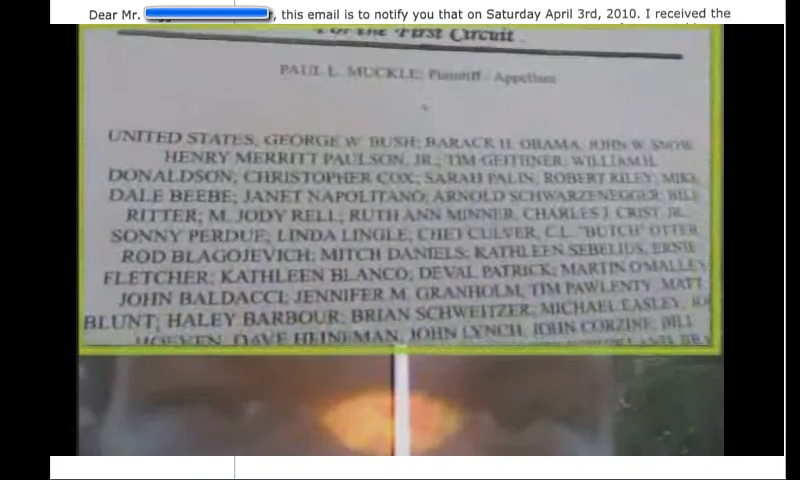 Dear Mr. , this email is to notify you that on Saturday April 3rd, 2010. I received the
For the First Circuit
PAUL L. MUCKLE; Plaintiff - Appellant
v.
UNITED STATES; GEORGE W. BUSH; BARACK H. OBAMA; JOHN W. SNOW
HENRY MERRITT PAULSON, JR.; TIM GEITHNER; WILLIAM H.
DONALDSON; CHRISTOPHER COX; SARAH PALIN; ROBERT RILEY; MIKE
DALE BEEBE; JANET NAPOLITANO; ARNOLD SCHWARZENEGGER; BILL
RITTER; M. JODY RELL; RUTH ANN MINNER; CHARLES J. CRIST, JR.
SONNY PERDUE; LINDA LINGLE; CHET CULVER; C.L. "BUTCH" OTTER
ROD BLAGOJEVICH; MITCH DANIELS; KATHLEEN SEBELIUS; ERNIE
FLETCHER; KATHLEEN BLANCO; DEVAL PATRICK; MARTIN O'MALLEY
JOHN BALDACCI; JENNIFER M. GRANHOLM; TIM PAWLENTY; MATT
BLUNT; HALEY BARBOUR; BRIAN SCHWEITZER; MICHAEL EASLEY;
HOEVEN; DAVE HEINEMAN; JOHN LYNCH; JOHN CORZINE; BILL